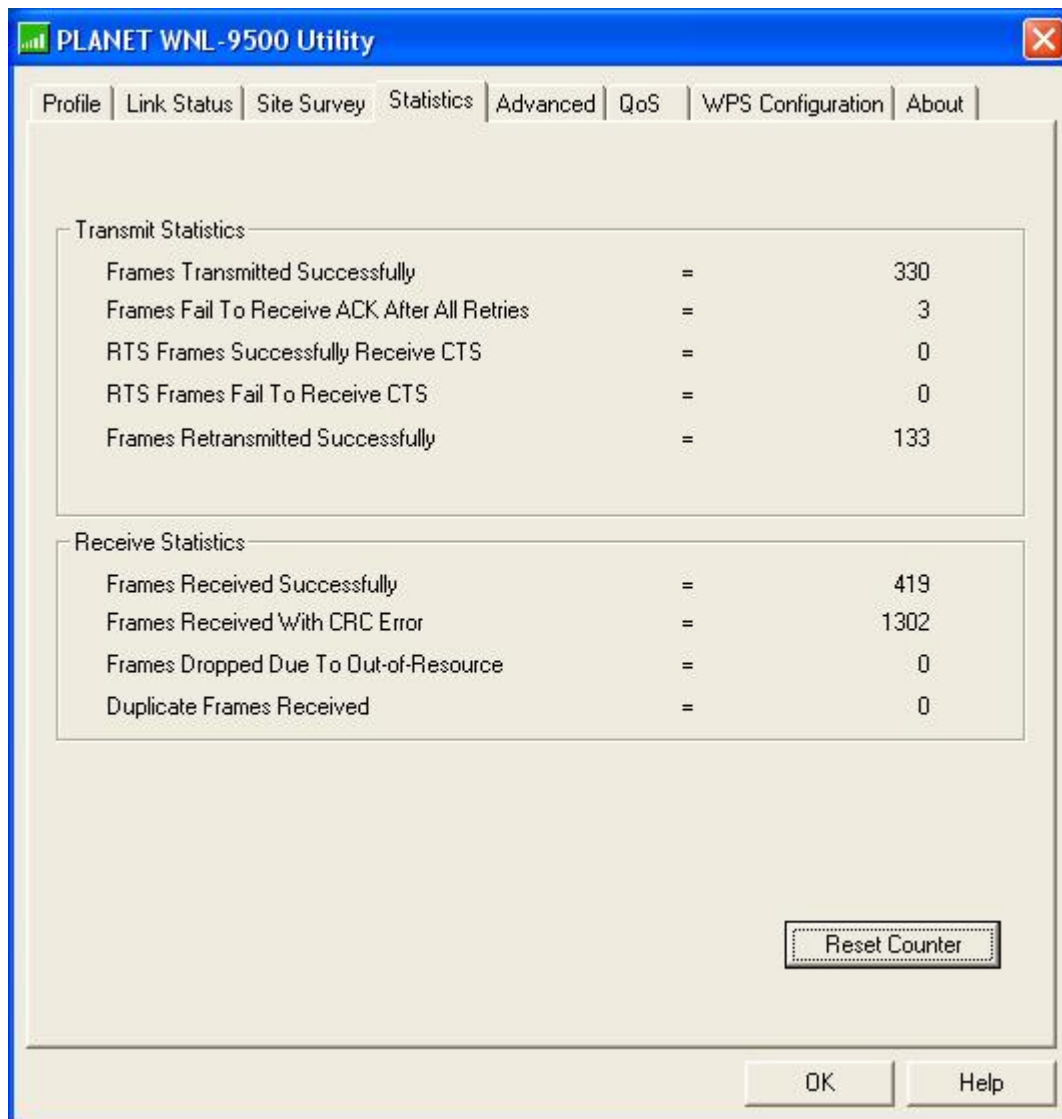 PLANET WNL-9500 Utility
Profile Link Status Site Survey Statistics Advanced QoS WPS Configuration About
Transmit Statistics
Frames Transmitted Successfully = 330
Frames Fail To Receive ACK After All Retries = 3
RTS Frames Successfully Receive CTS = 0
RTS Frames Fail To Receive CTS = 0
Frames Retransmitted Successfully = 133
Receive Statistics
Frames Received Successfully = 419
Frames Received With CRC Error = 1302
Frames Dropped Due To Out-of-Resource = 0
Duplicate Frames Received = 0
Reset Counter
OK Help